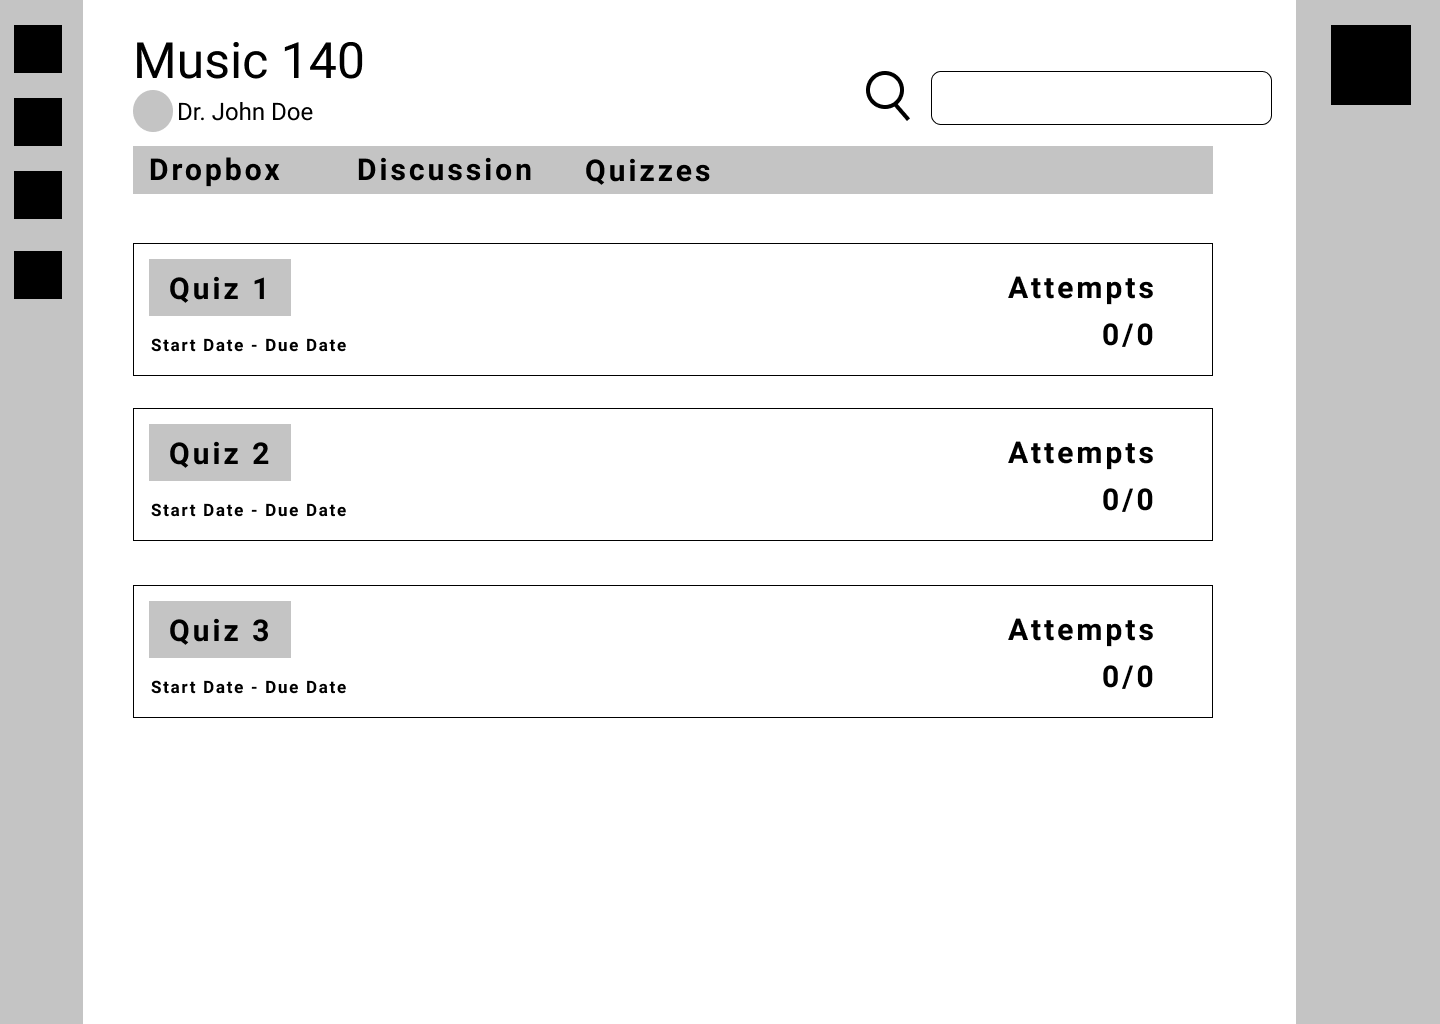 Music 140
Dr. John Doe
Dropbox Discussion Quizzes
Quiz 1
Attempts
0/0
Start Date - Due Date
Quiz 2
Attempts
0/0
Start Date - Due Date
Quiz 3
Attempts
0/0
Start Date - Due Date